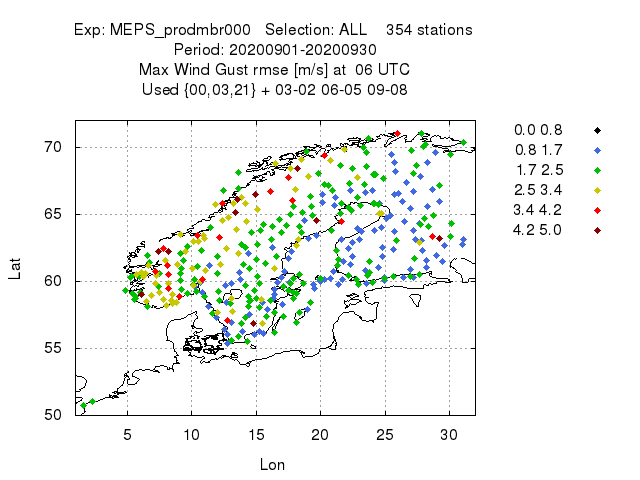 Exp: MEPS_prodmbr000   Selection: ALL    354 stations
Period: 20200901-20200930
Max Wind Gust rmse [m/s] at  06 UTC
Used {00,03,21} + 03-02 06-05 09-08
0.0 0.8
0.8 1.7
1.7 2.5
2.5 3.4
3.4 4.2
4.2 5.0
Lat
70
65
60
55
50
5 10 15 20 25 30
Lon